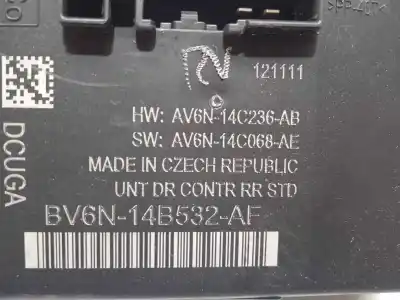 121111
HW: AV6N-14C236-AB
SW: AV6N-14C068-AE
MADE IN CZECH REPUBLIC
UNT DR CONTR RR STD
DCUGA
BV6N-14B532-AF